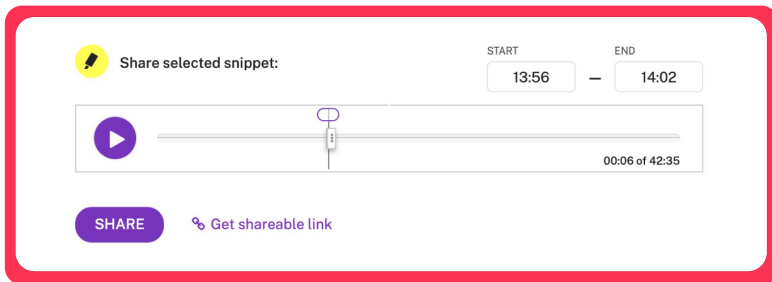 Share selected snippet:
START
END
13:56 – 14:02
00:06 of 42:35
SHARE
Get shareable link